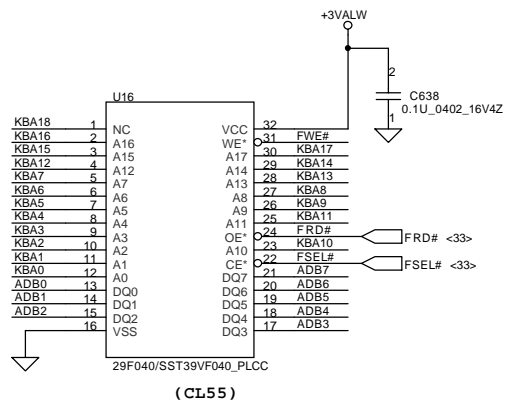 +3VALW
2
C638
0.1U_0402_16V4Z
1
U16
KBA18 1 NC VCC 32
KBA16 2 A16 WE* 31 FWE#
KBA15 3 A15 A17 30 KBA17
KBA12 4 A12 A14 29 KBA14
KBA7 5 A7 A13 28 KBA13
KBA6 6 A6 A8 27 KBA8
KBA5 7 A5 A9 26 KBA9
KBA4 8 A4 A11 25 KBA11
KBA3 9 A3 OE* 24 FRD# FRD# <33>
KBA2 10 A2 A10 23 KBA10
KBA1 11 A1 CE* 22 FSEL# FSEL# <33>
KBA0 12 A0 DQ7 21 ADB7
ADB0 13 DQ0 DQ6 20 ADB6
ADB1 14 DQ1 DQ5 19 ADB5
ADB2 15 DQ2 DQ4 18 ADB4
16 VSS DQ3 17 ADB3
29F040/SST39VF040_PLCC
(CL55)